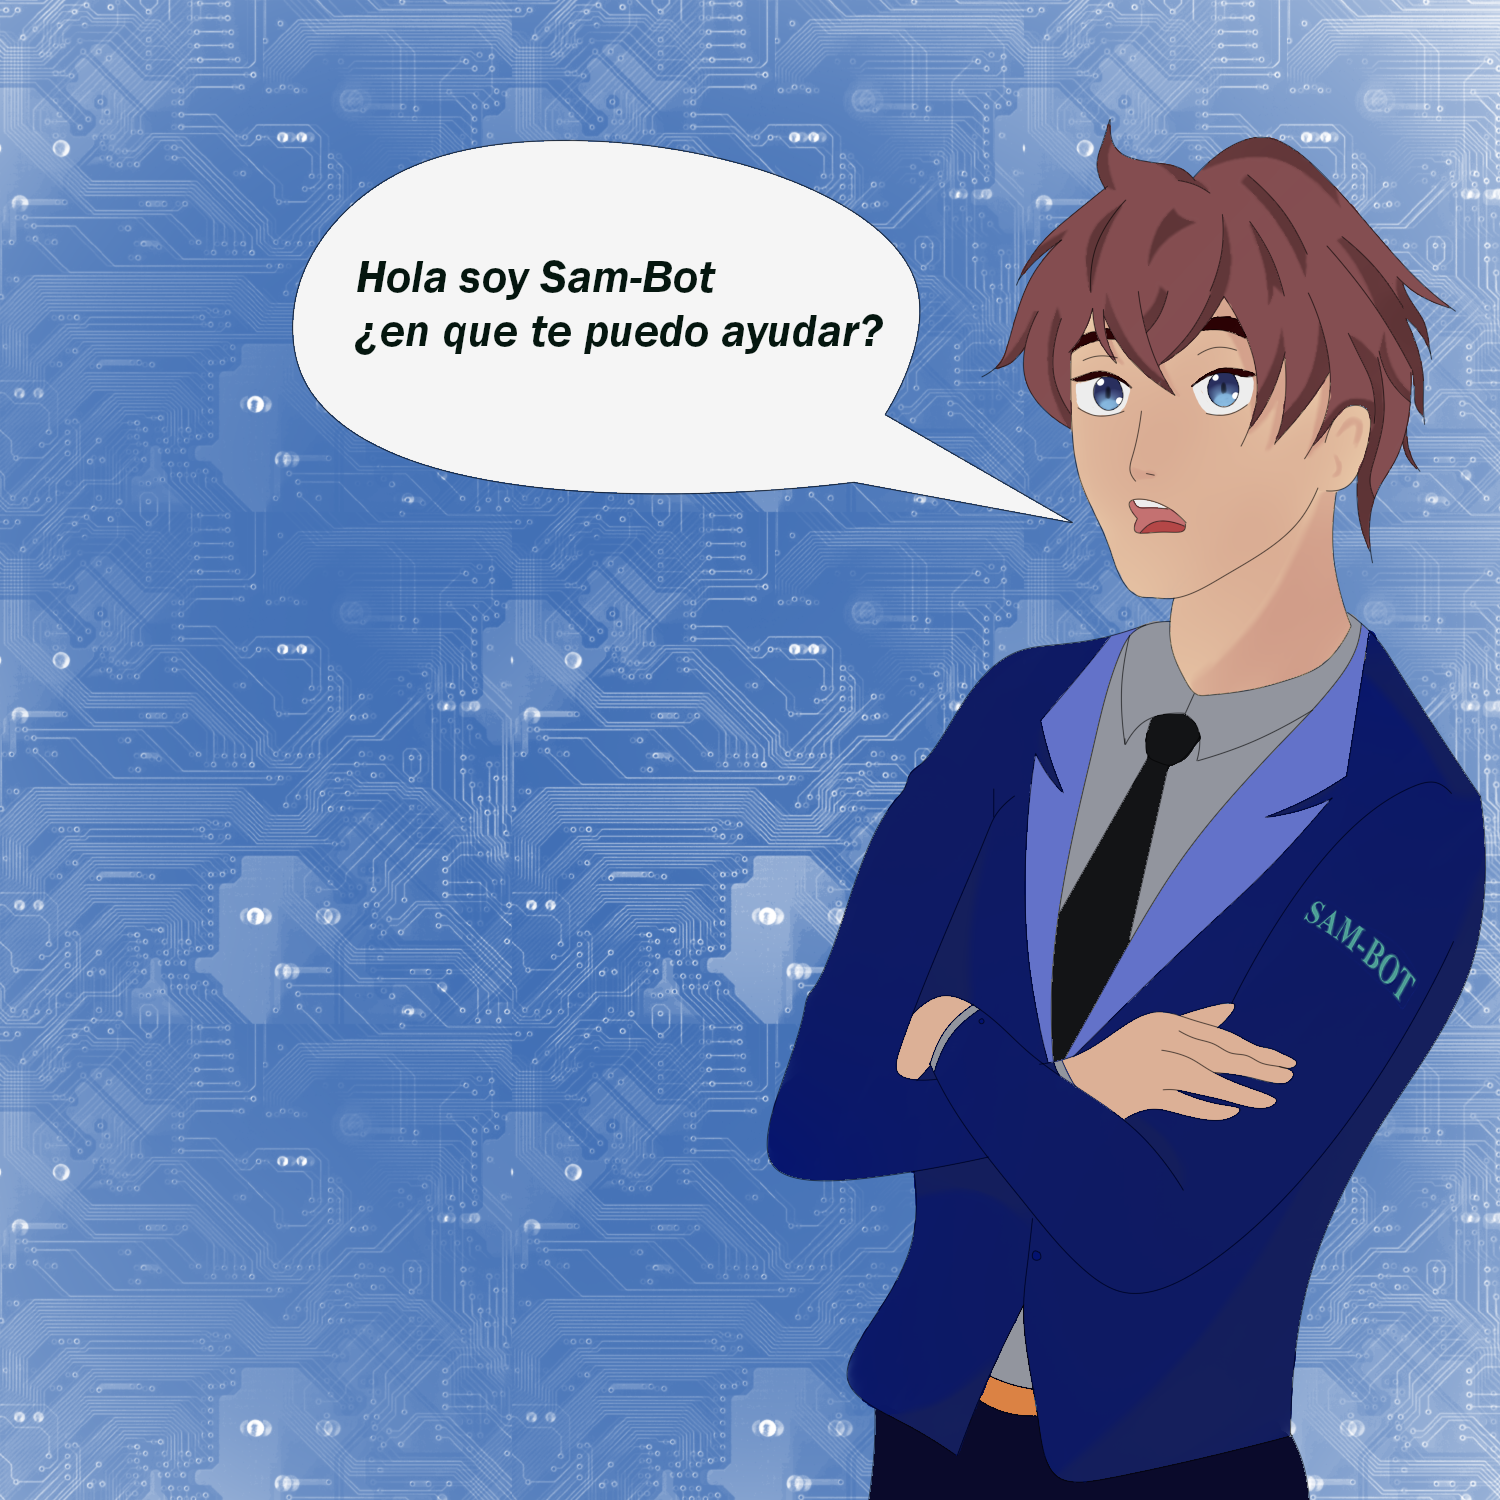 Hola soy Sam-Bot
¿en que te puedo ayudar?
SAM-BOT